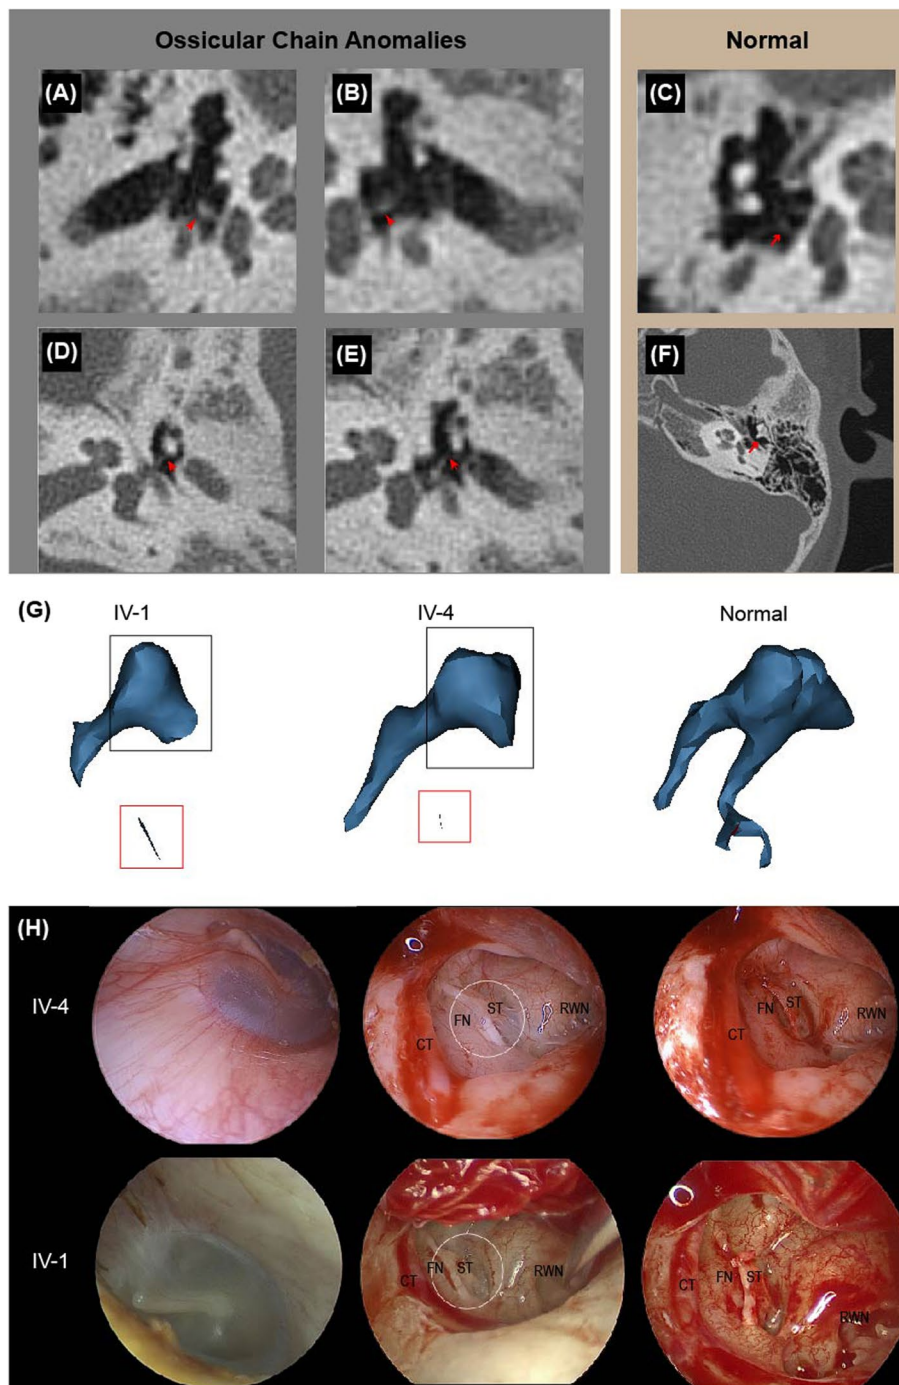 Ossicular Chain Anomalies
Normal
(A)
(B)
(C)
(D)
(E)
(F)
(G)
IV-1
IV-4
Normal
(H)
IV-4
FN
ST
RWN
CT
FN
ST
RWN
CT
IV-1
CT
FN
ST
RWN
CT
FN
ST
RWN